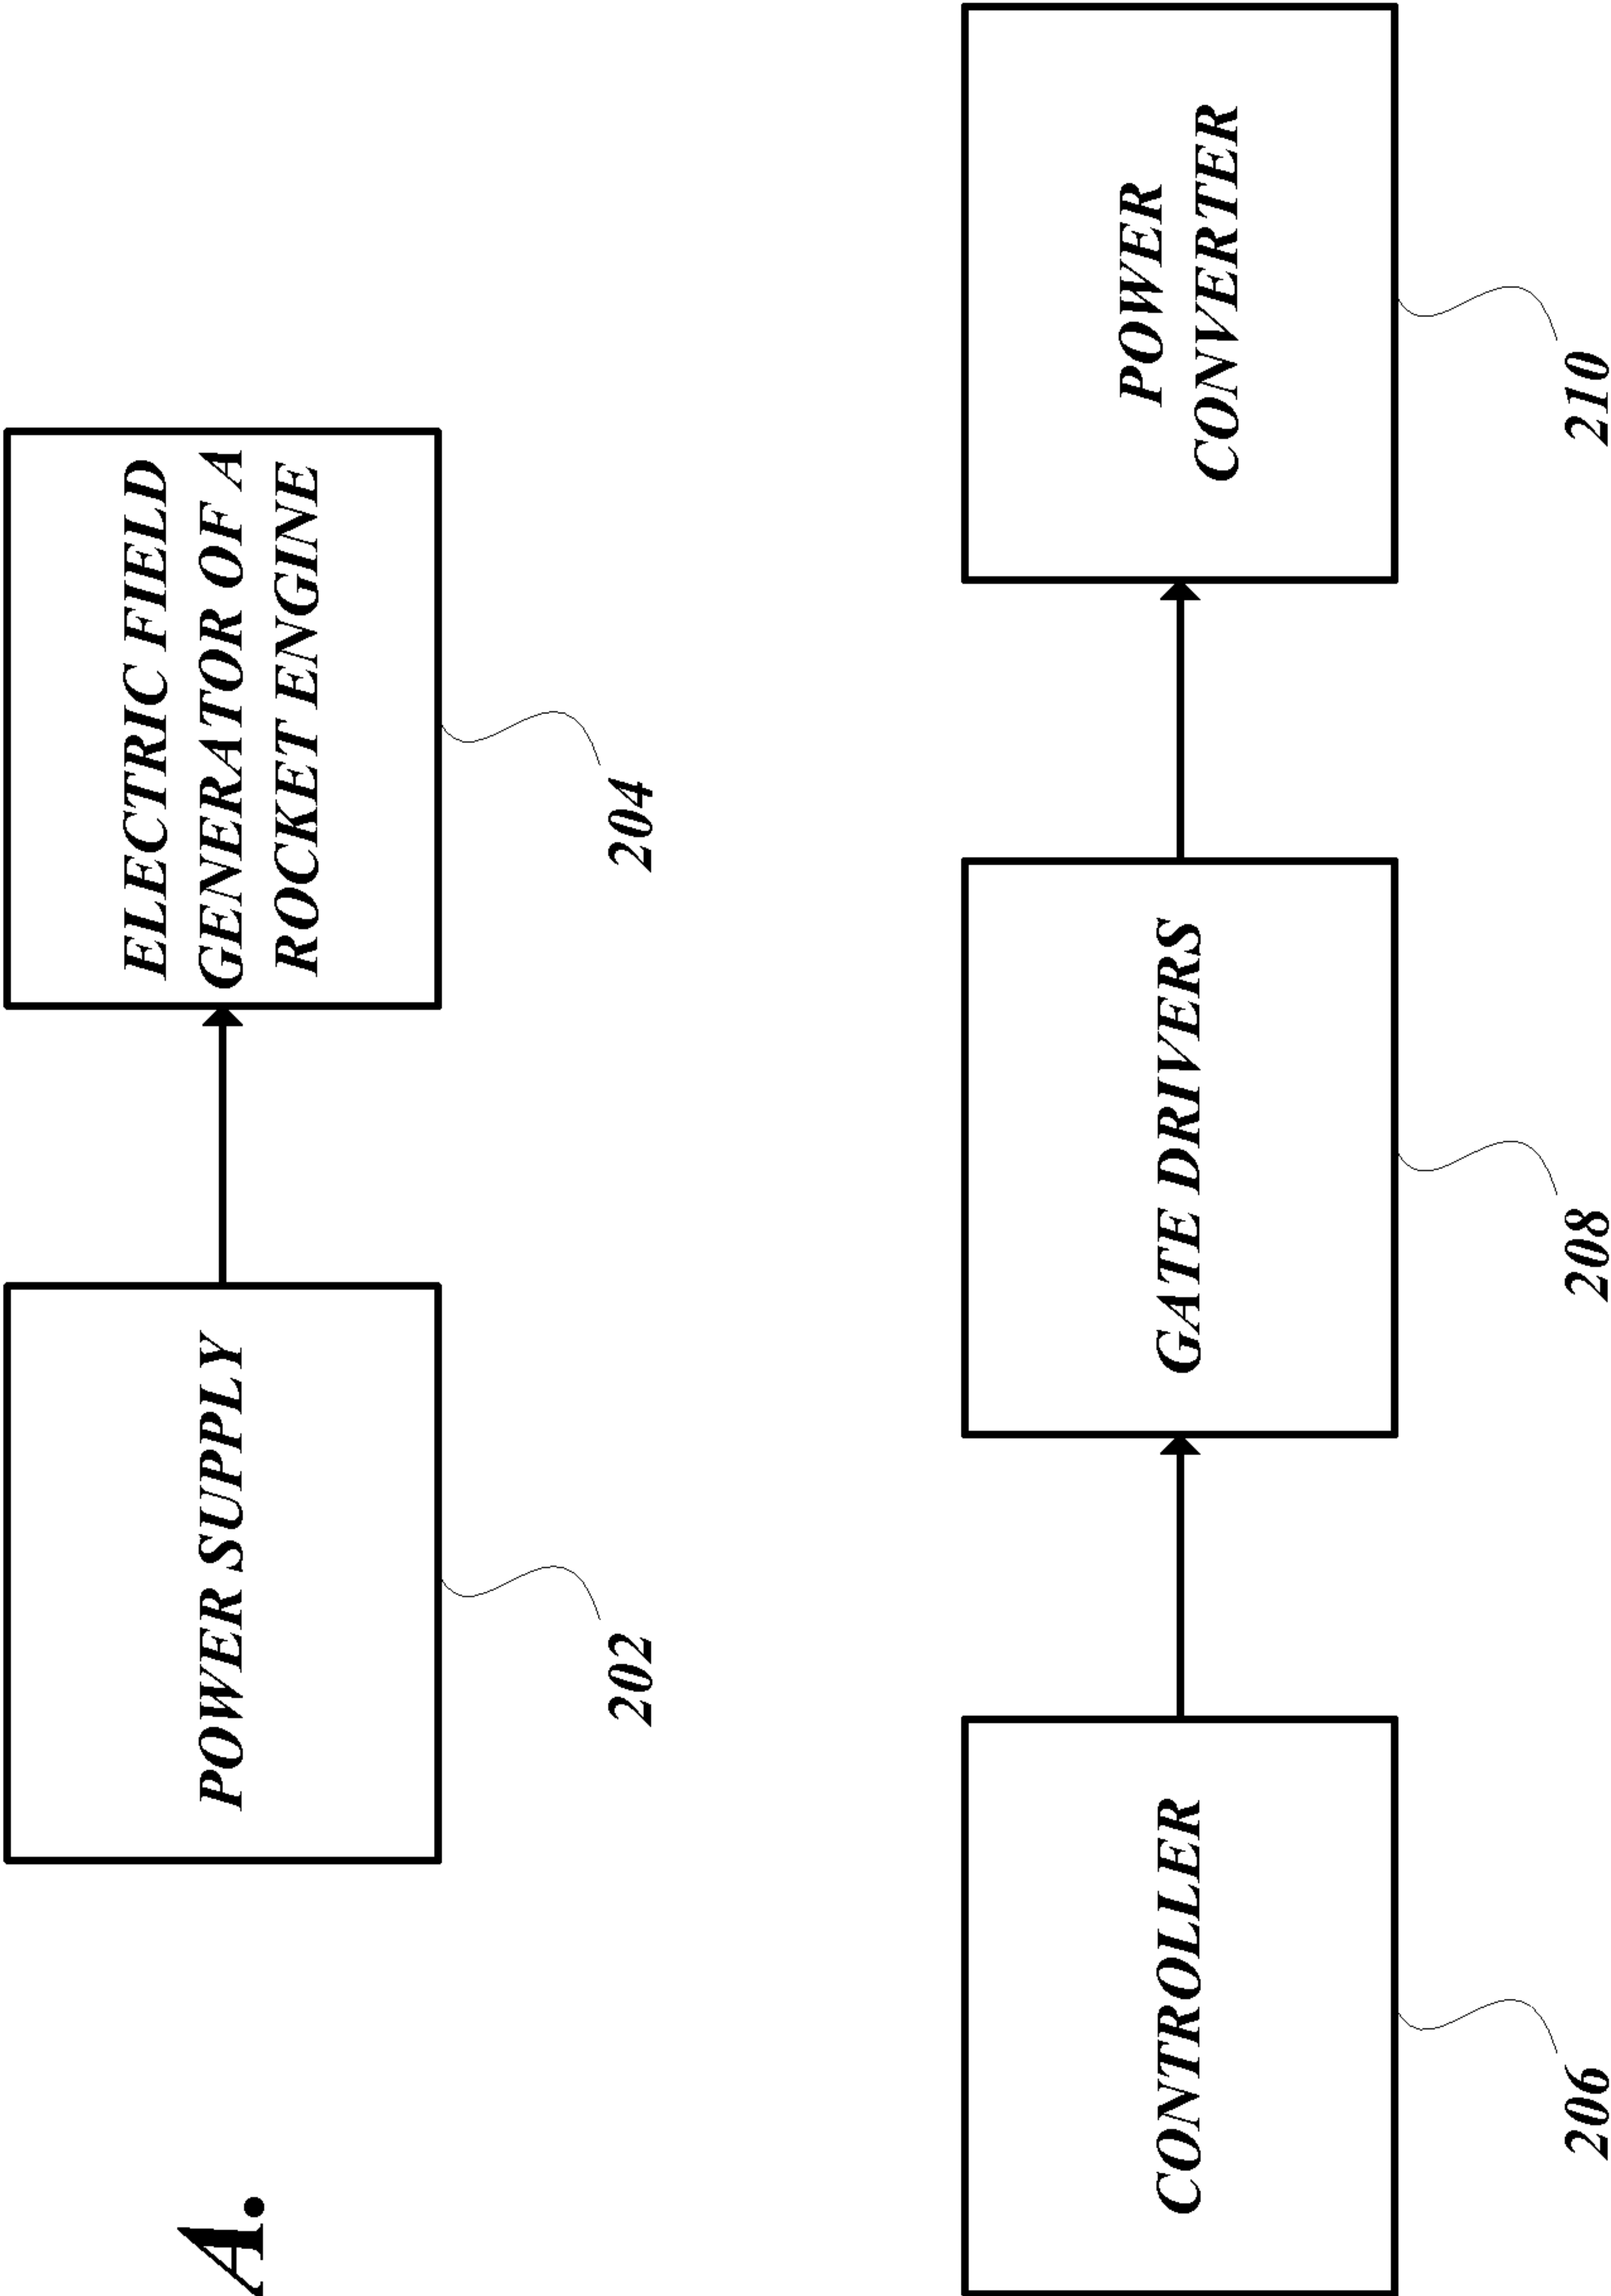 A.
POWER SUPPLY
202
ELECTRIC FIELD
GENERATOR OF A
ROCKET ENGINE
204
CONTROLLER
206
GATE DRIVERS
208
POWER
CONVERTER
210